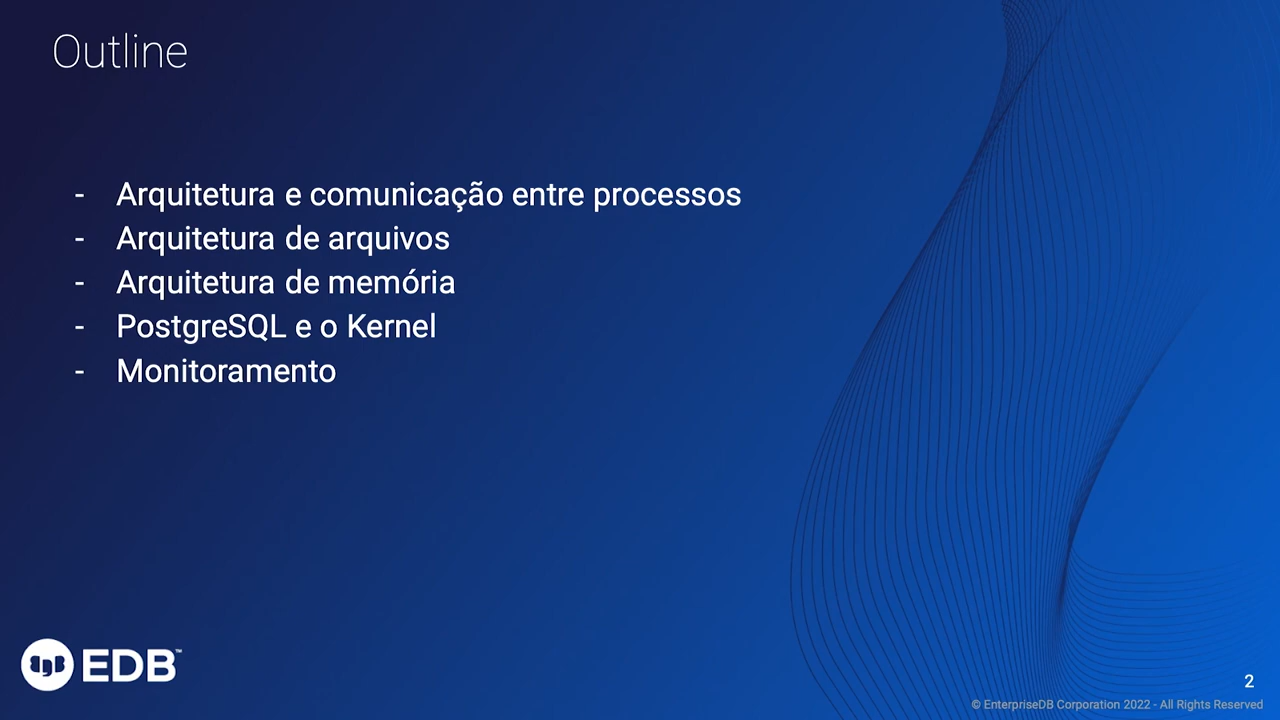 Outline
- Arquitetura e comunicação entre processos
- Arquitetura de arquivos
- Arquitetura de memória
- PostgreSQL e o Kernel
- Monitoramento
EDB™
2
© EnterpriseDB Corporation 2022 - All Rights Reserved